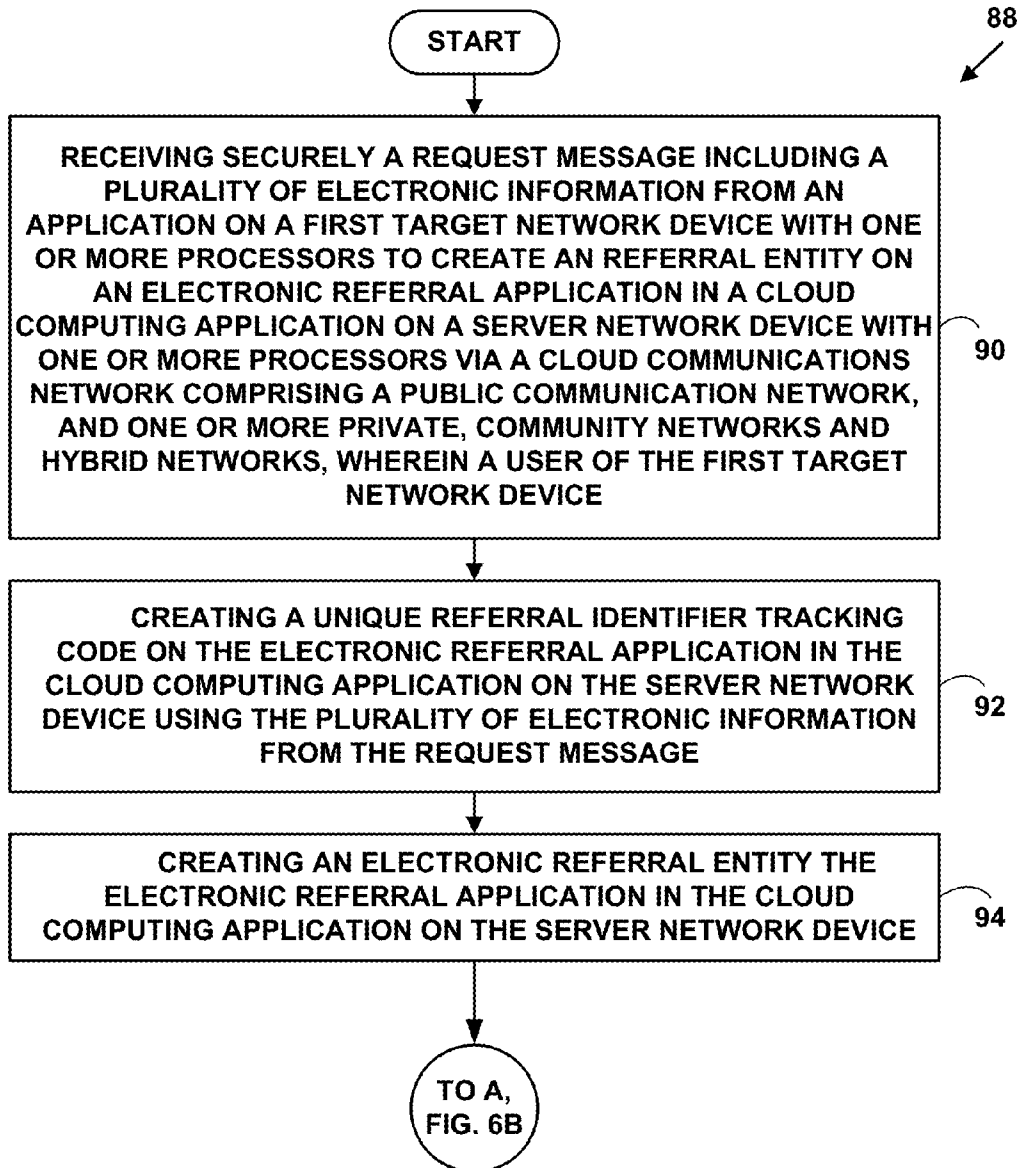 88
START
RECEIVING SECURELY A REQUEST MESSAGE INCLUDING A
PLURALITY OF ELECTRONIC INFORMATION FROM AN
APPLICATION ON A FIRST TARGET NETWORK DEVICE WITH ONE
OR MORE PROCESSORS TO CREATE AN REFERRAL ENTITY ON
AN ELECTRONIC REFERRAL APPLICATION IN A CLOUD
COMPUTING APPLICATION ON A SERVER NETWORK DEVICE WITH
ONE OR MORE PROCESSORS VIA A CLOUD COMMUNICATIONS
NETWORK COMPRISING A PUBLIC COMMUNICATION NETWORK,
AND ONE OR MORE PRIVATE, COMMUNITY NETWORKS AND
HYBRID NETWORKS, WHEREIN A USER OF THE FIRST TARGET
NETWORK DEVICE
90
CREATING A UNIQUE REFERRAL IDENTIFIER TRACKING
CODE ON THE ELECTRONIC REFERRAL APPLICATION IN THE
CLOUD COMPUTING APPLICATION ON THE SERVER NETWORK
DEVICE USING THE PLURALITY OF ELECTRONIC INFORMATION
FROM THE REQUEST MESSAGE
92
CREATING AN ELECTRONIC REFERRAL ENTITY THE
ELECTRONIC REFERRAL APPLICATION IN THE CLOUD
COMPUTING APPLICATION ON THE SERVER NETWORK DEVICE
94
TO A,
FIG. 6B